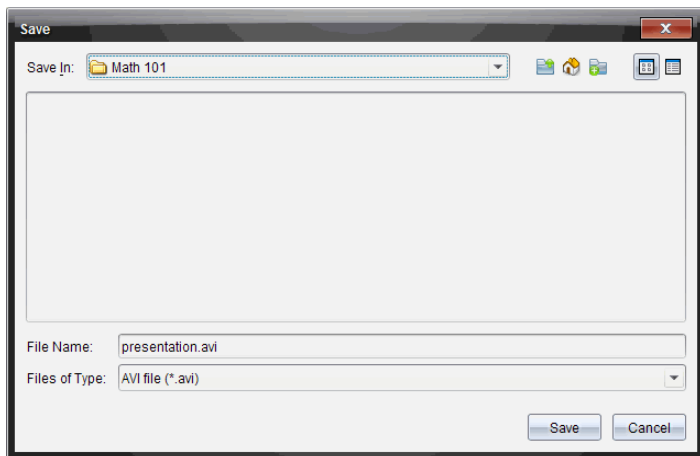 Save
Save In: Math 101
File Name: presentation.avi
Files of Type: AVI file (*.avi)
Save Cancel